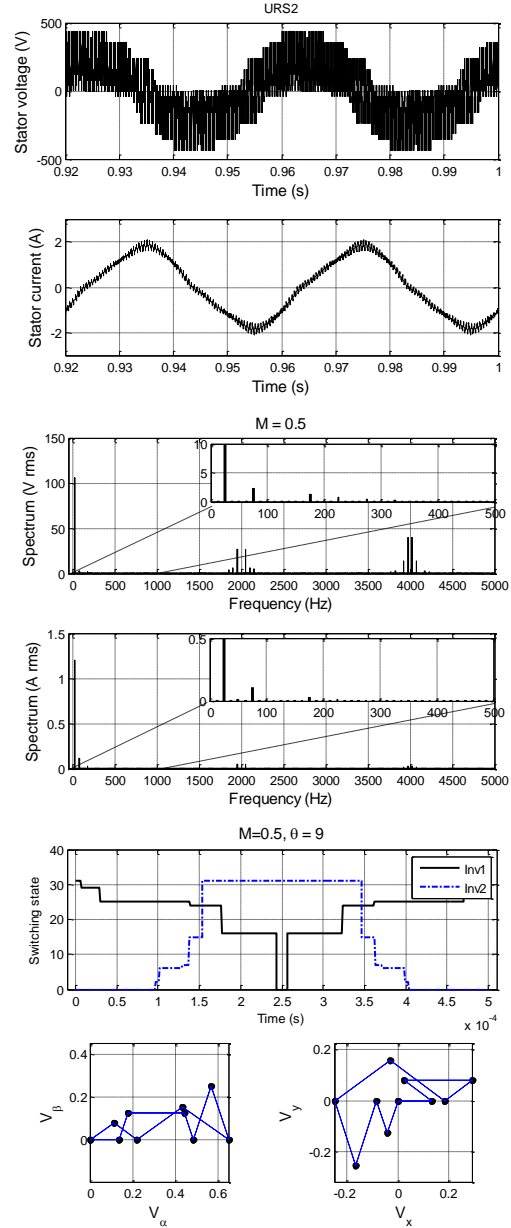 URS2
Stator voltage (V)
500
0
-500
0.92 0.93 0.94 0.95 0.96 0.97 0.98 0.99 1
Time (s)
Stator current (A)
2
0
-2
0.92 0.93 0.94 0.95 0.96 0.97 0.98 0.99 1
Time (s)
M = 0.5
Spectrum (V rms)
150
100
50
0
10
5
0
0 100 200 300 400 500
0 500 1000 1500 2000 2500 3000 3500 4000 4500 5000
Frequency (Hz)
Spectrum (A rms)
1.5
1
0.5
0
0.5
0
0 100 200 300 400 500
0 500 1000 1500 2000 2500 3000 3500 4000 4500 5000
Frequency (Hz)
M=0.5, θ = 9
Switching state
40
30
20
10
0
Inv1
Inv2
0 0.5 1 1.5 2 2.5 3 3.5 4 4.5 5
Time (s)
x 10⁻⁴
V_β
0.4
0.2
0
0 0.2 0.4 0.6
V_α
V_y
0.2
0
-0.2
-0.2 0 0.2
V_x